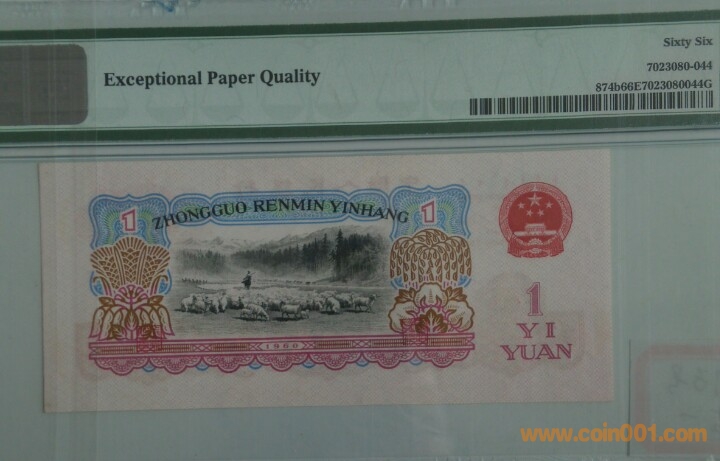 Sixty Six
Exceptional Paper Quality
7023080-044
874b66E7023080044G
1
ZHONGGUO RENMIN YINHANG
1
1960
1
YI
YUAN
www.coin001.com